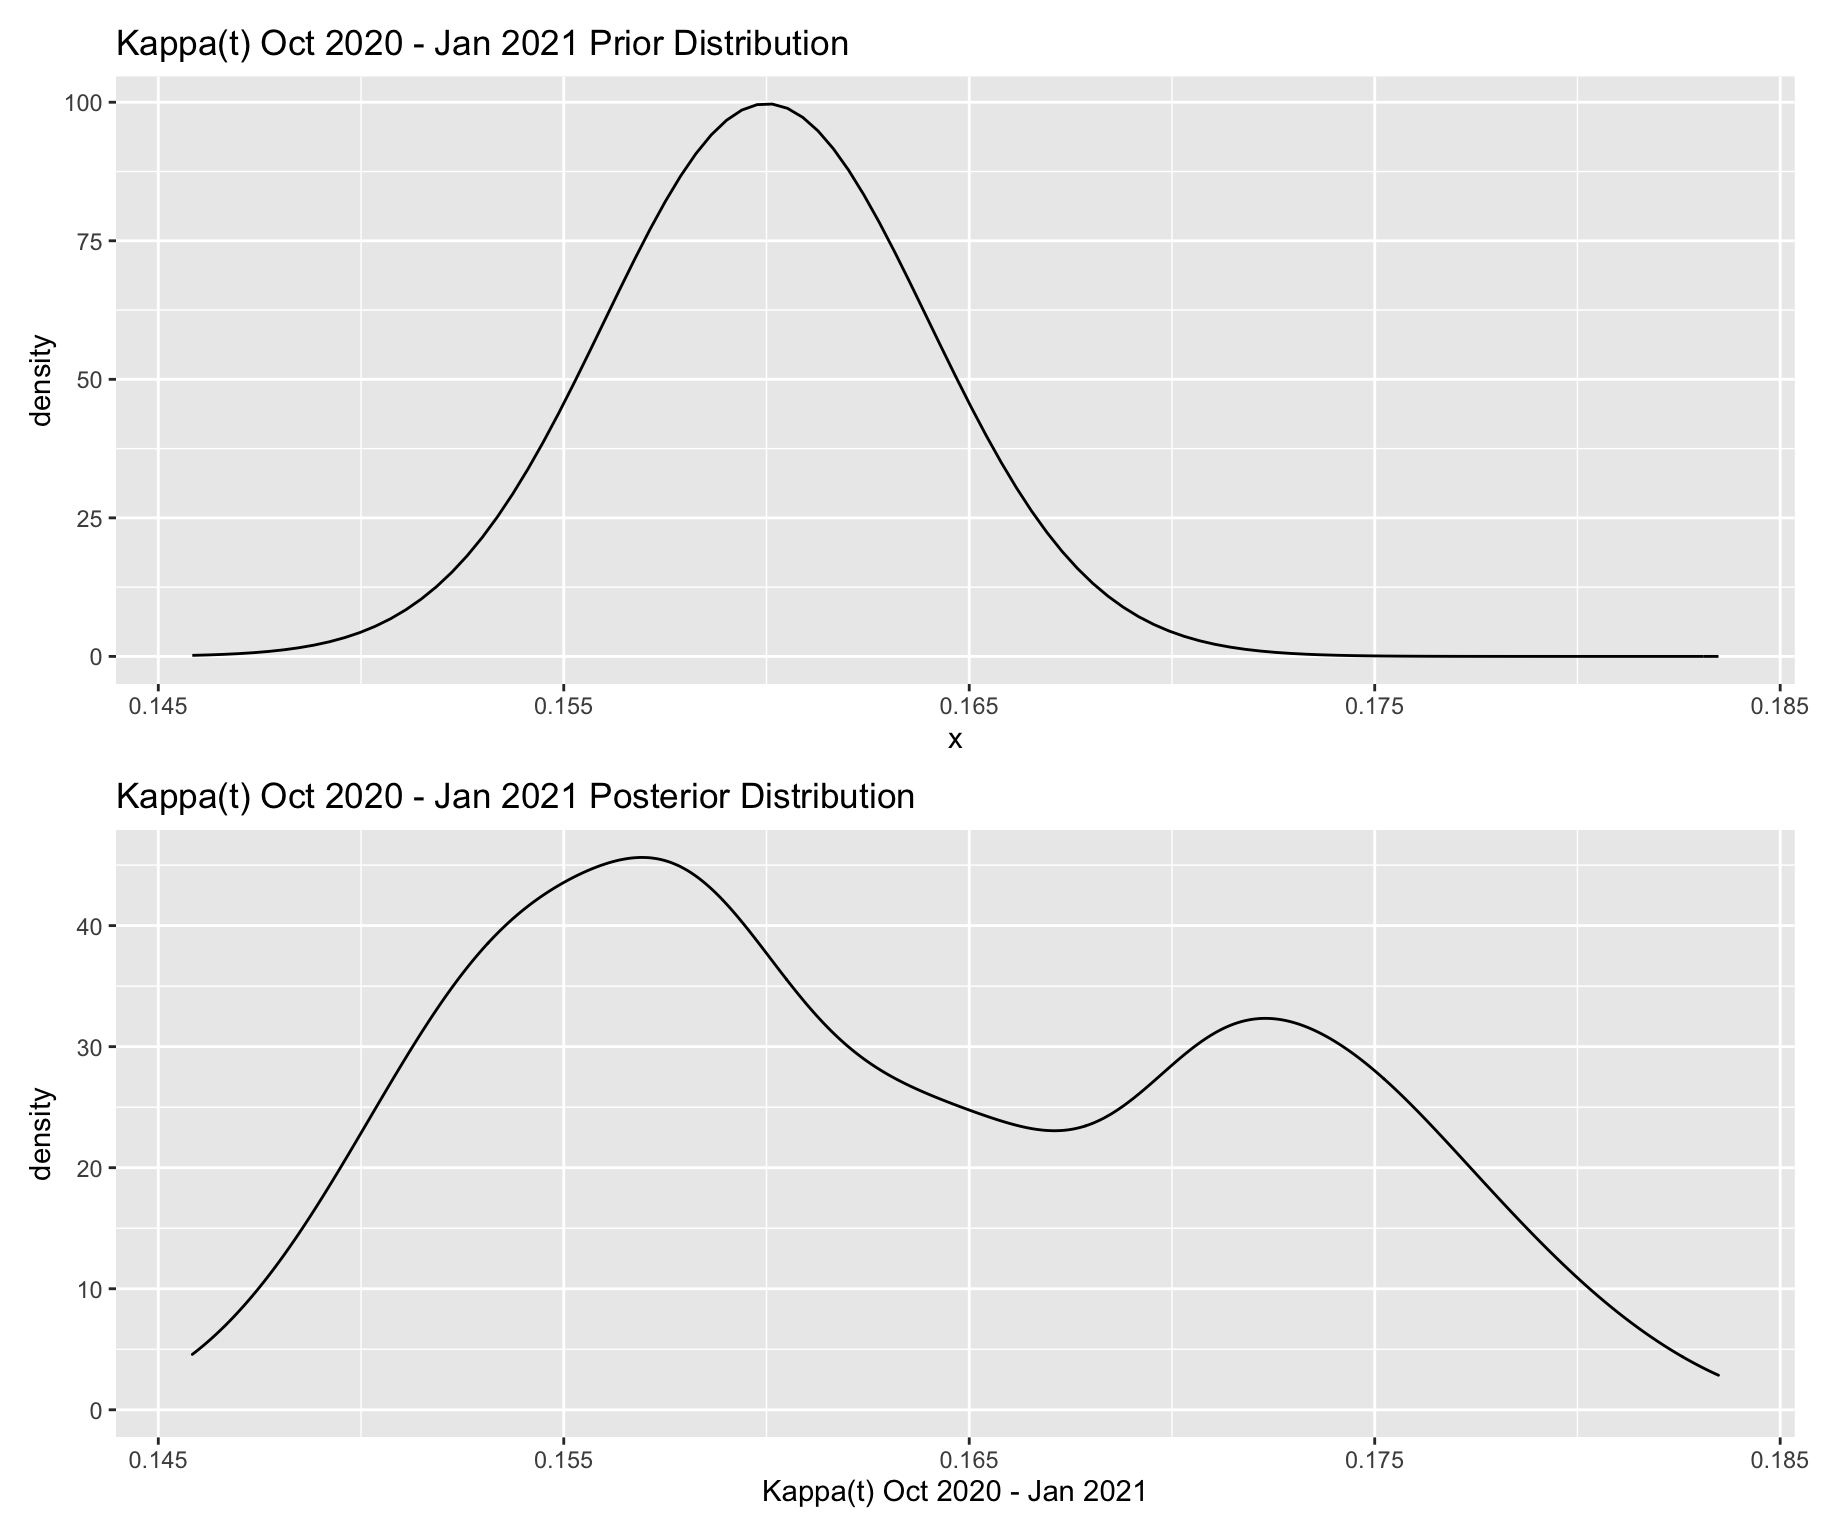 Kappa(t) Oct 2020 - Jan 2021 Prior Distribution
100
75
50
25
0
density
0.145 0.155 0.165 0.175 0.185
x
Kappa(t) Oct 2020 - Jan 2021 Posterior Distribution
40
30
20
10
0
density
0.145 0.155 0.165 0.175 0.185
Kappa(t) Oct 2020 - Jan 2021